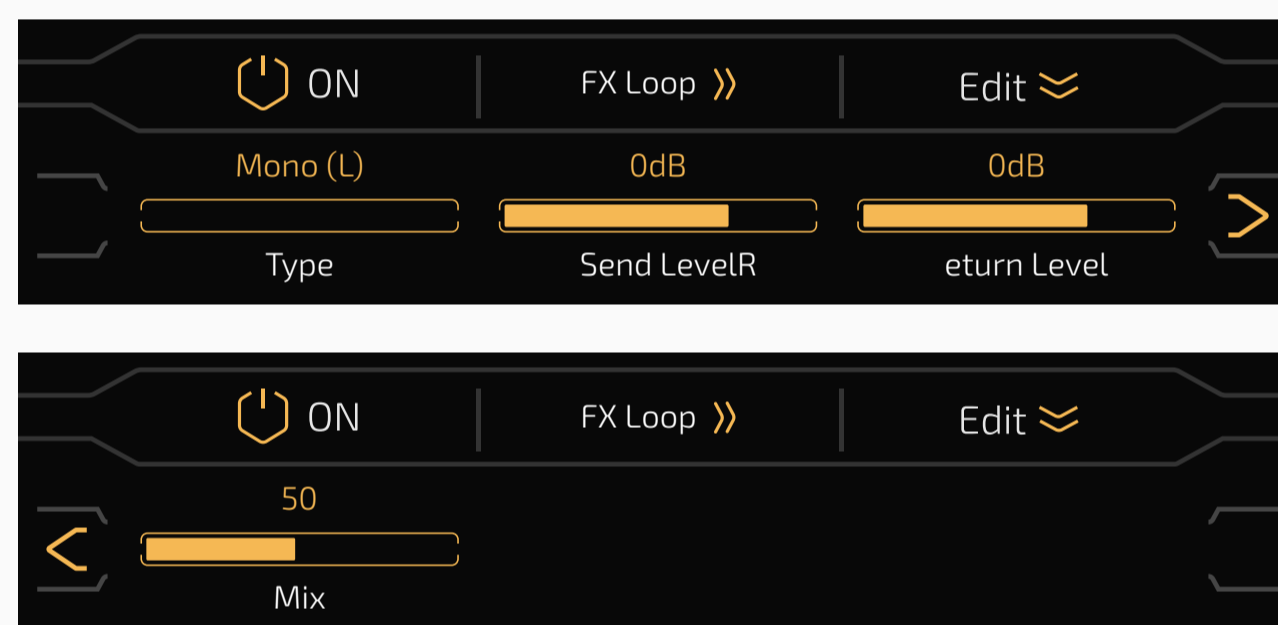 ON FX Loop Edit
Mono (L) 0dB 0dB
Type Send LevelR eturn Level
ON FX Loop Edit
50
Mix